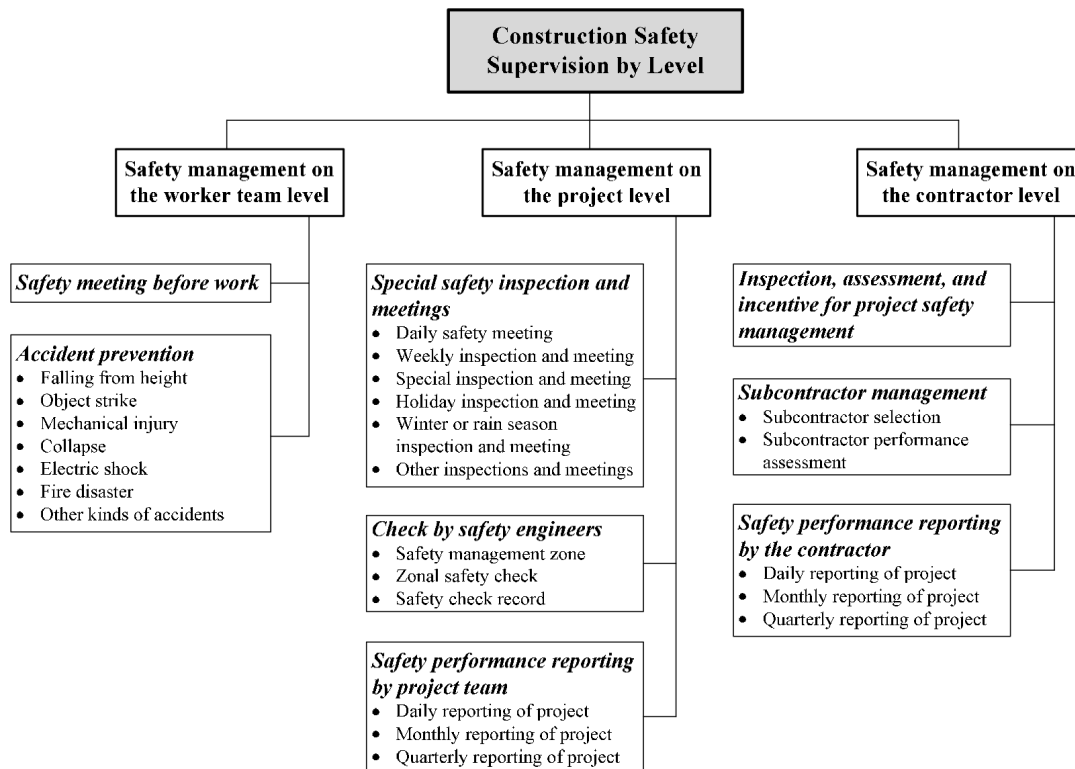 Construction Safety
Supervision by Level
Safety management on
the worker team level
Safety management on
the project level
Safety management on
the contractor level
Safety meeting before work
Accident prevention
• Falling from height
• Object strike
• Mechanical injury
• Collapse
• Electric shock
• Fire disaster
• Other kinds of accidents
Special safety inspection and
meetings
• Daily safety meeting
• Weekly inspection and meeting
• Special inspection and meeting
• Holiday inspection and meeting
• Winter or rain season
inspection and meeting
• Other inspections and meetings
Check by safety engineers
• Safety management zone
• Zonal safety check
• Safety check record
Safety performance reporting
by project team
• Daily reporting of project
• Monthly reporting of project
• Quarterly reporting of project
Inspection, assessment, and
incentive for project safety
management
Subcontractor management
• Subcontractor selection
• Subcontractor performance
assessment
Safety performance reporting
by the contractor
• Daily reporting of project
• Monthly reporting of project
• Quarterly reporting of project